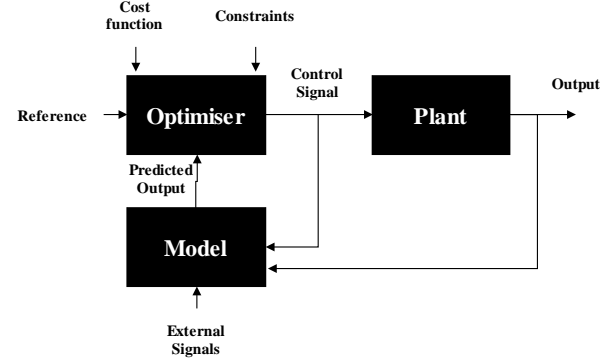 Cost
function
Constraints
Control
Signal
Output
Reference
Optimiser
Plant
Predicted
Output
Model
External
Signals